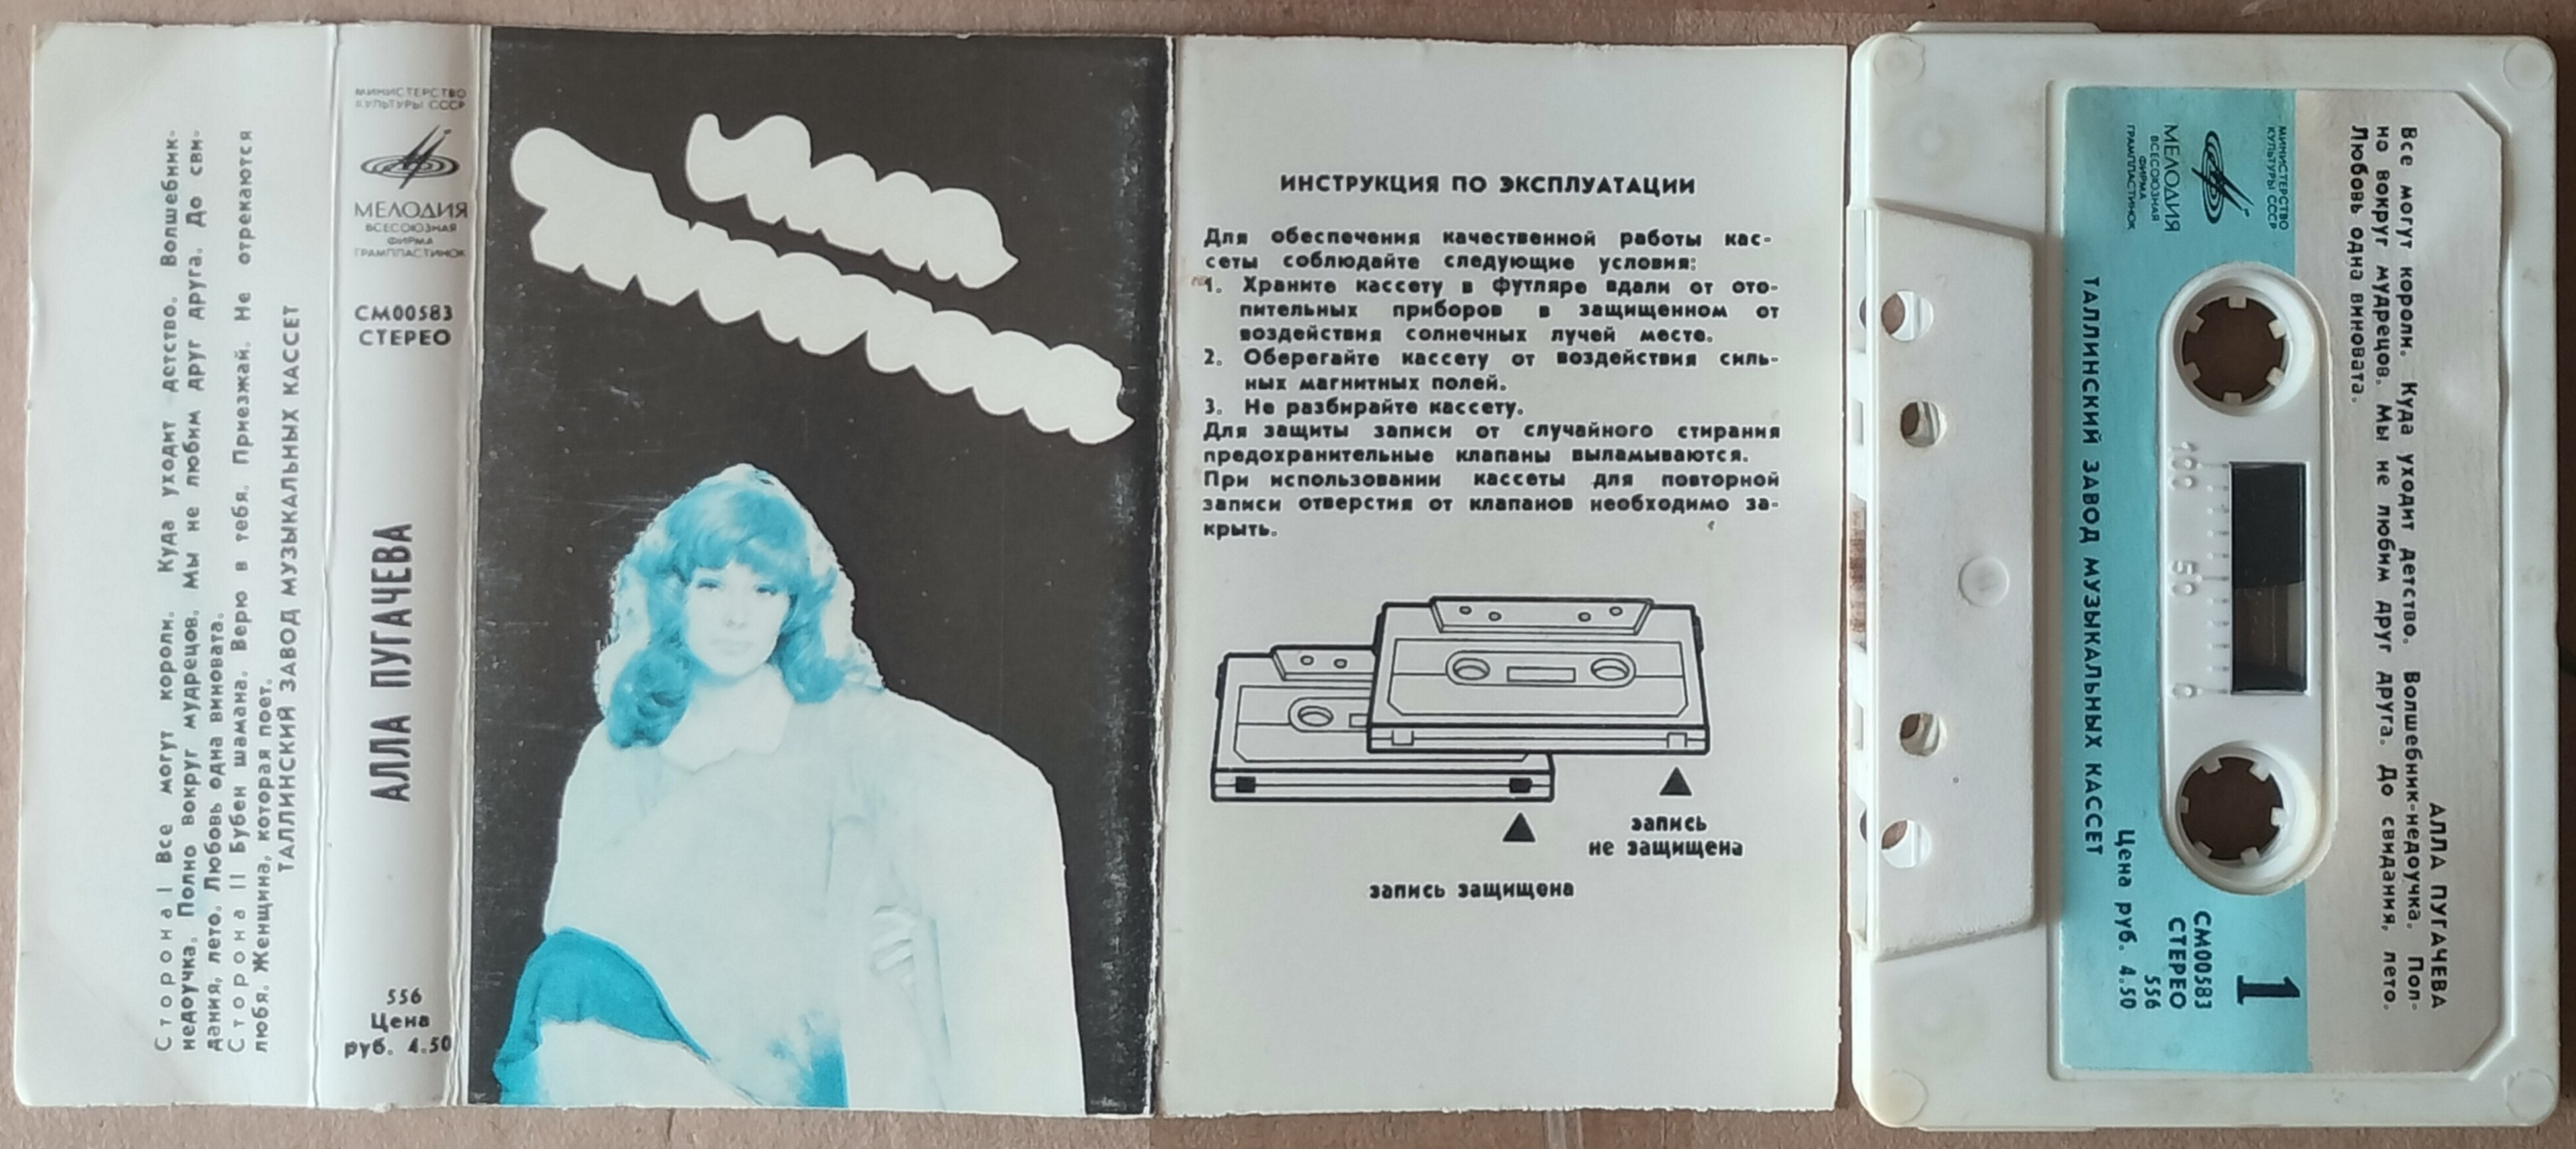 Сторона I Все могут короли. Куда уходит детство. Волшебник-
недоучка. Полно вокруг мудрецов. Мы не любим друг друга. До сви-
дания, лето. Любовь одна виновата.
Сторона II Бубен шамана. Верю в тебя. Приезжай. Не отрекаются
любя. Женщина, которая поет.
ТАЛЛИНСКИЙ ЗАВОД МУЗЫКАЛЬНЫХ КАССЕТ
МИНИСТЕРСТВО
КУЛЬТУРЫ СССР
МЕЛОДИЯ
ВСЕСОЮЗНАЯ
ФИРМА
ГРАМПЛАСТИНОК
СМ00583
СТЕРЕО
АЛЛА ПУГАЧЕВА
556
Цена
руб. 4.50
ИНСТРУКЦИЯ ПО ЭКСПЛУАТАЦИИ
Для обеспечения качественной работы кас-
сеты соблюдайте следующие условия:
1. Храните кассету в футляре вдали от ото-
пительных приборов в защищенном от
воздействия солнечных лучей месте.
2. Оберегайте кассету от воздействия силь-
ных магнитных полей.
3. Не разбирайте кассету.
Для защиты записи от случайного стирания
предохранительные клапаны выламываются.
При использовании кассеты для повторной
записи отверстия от клапанов необходимо за-
крыть.
запись
не защищена
запись защищена
АЛЛА ПУГАЧЕВА
Все могут короли. Куда уходит детство. Волшебник-недоучка. Пол-
но вокруг мудрецов. Мы не любим друг друга. До свидания, лето.
Любовь одна виновата.
МИНИСТЕРСТВО
КУЛЬТУРЫ СССР
МЕЛОДИЯ
ВСЕСОЮЗНАЯ
ФИРМА
ГРАМПЛАСТИНОК
100 50 0
1
СМ00583
СТЕРЕО
556
Цена руб. 4.50
ТАЛЛИНСКИЙ ЗАВОД МУЗЫКАЛЬНЫХ КАССЕТ